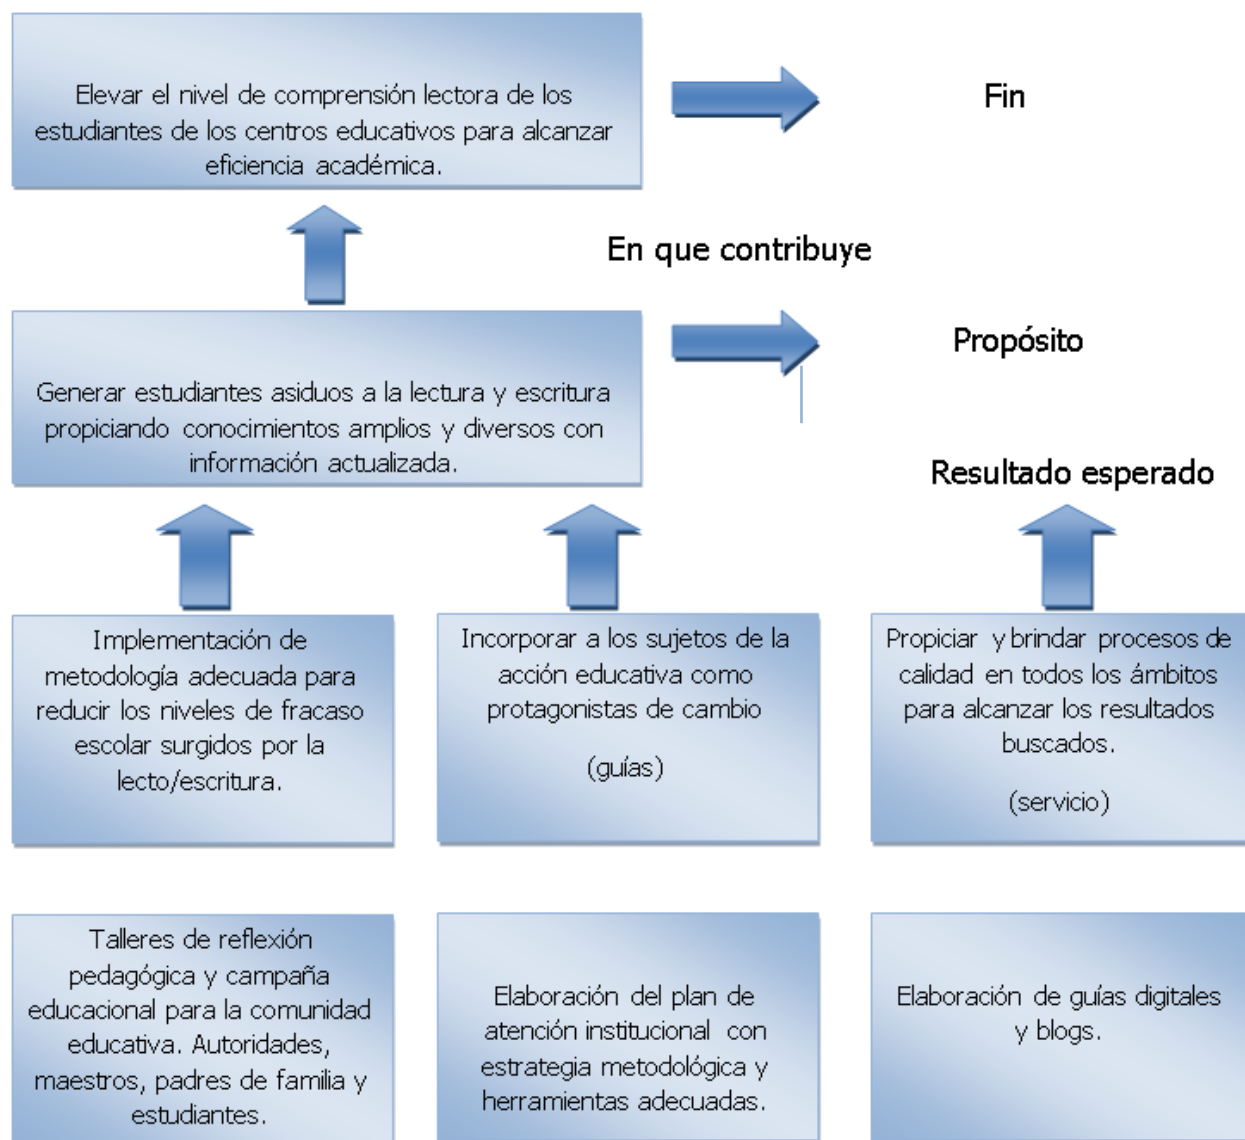 Elevar el nivel de comprensión lectora de los
estudiantes de los centros educativos para alcanzar
eficiencia académica.
Fin
En que contribuye
Propósito
Generar estudiantes asiduos a la lectura y escritura
propiciando conocimientos amplios y diversos con
información actualizada.
Resultado esperado
Implementación de
metodología adecuada para
reducir los niveles de fracaso
escolar surgidos por la
lecto/escritura.
Incorporar a los sujetos de la
acción educativa como
protagonistas de cambio
(guías)
Propiciar y brindar procesos de
calidad en todos los ámbitos
para alcanzar los resultados
buscados.
(servicio)
Talleres de reflexión
pedagógica y campaña
educacional para la comunidad
educativa. Autoridades,
maestros, padres de familia y
estudiantes.
Elaboración del plan de
atención institucional con
estrategia metodológica y
herramientas adecuadas.
Elaboración de guías digitales
y blogs.